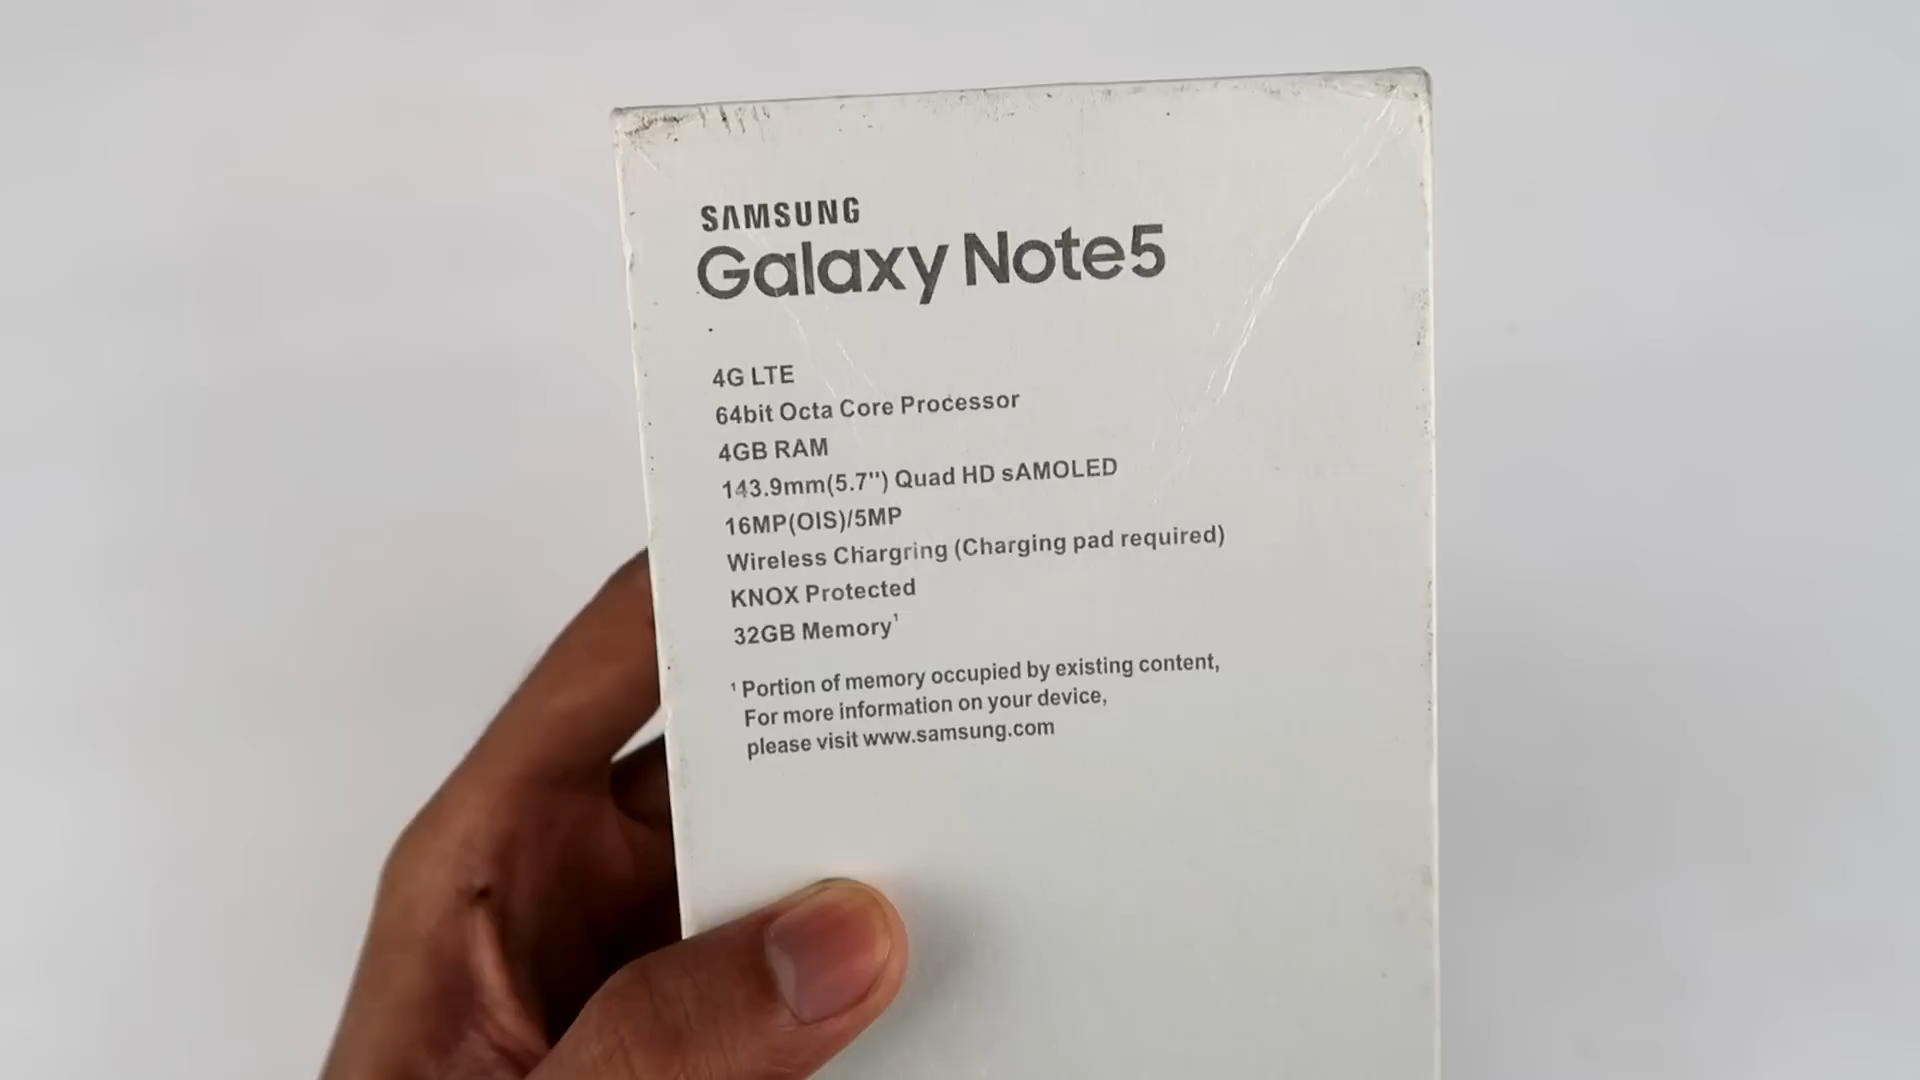 SAMSUNG
Galaxy Note5
4G LTE
64bit Octa Core Processor
4GB RAM
143.9mm(5.7'') Quad HD sAMOLED
16MP(OIS)/5MP
Wireless Chargring (Charging pad required)
KNOX Protected
32GB Memory¹
¹ Portion of memory occupied by existing content,
For more information on your device,
please visit www.samsung.com